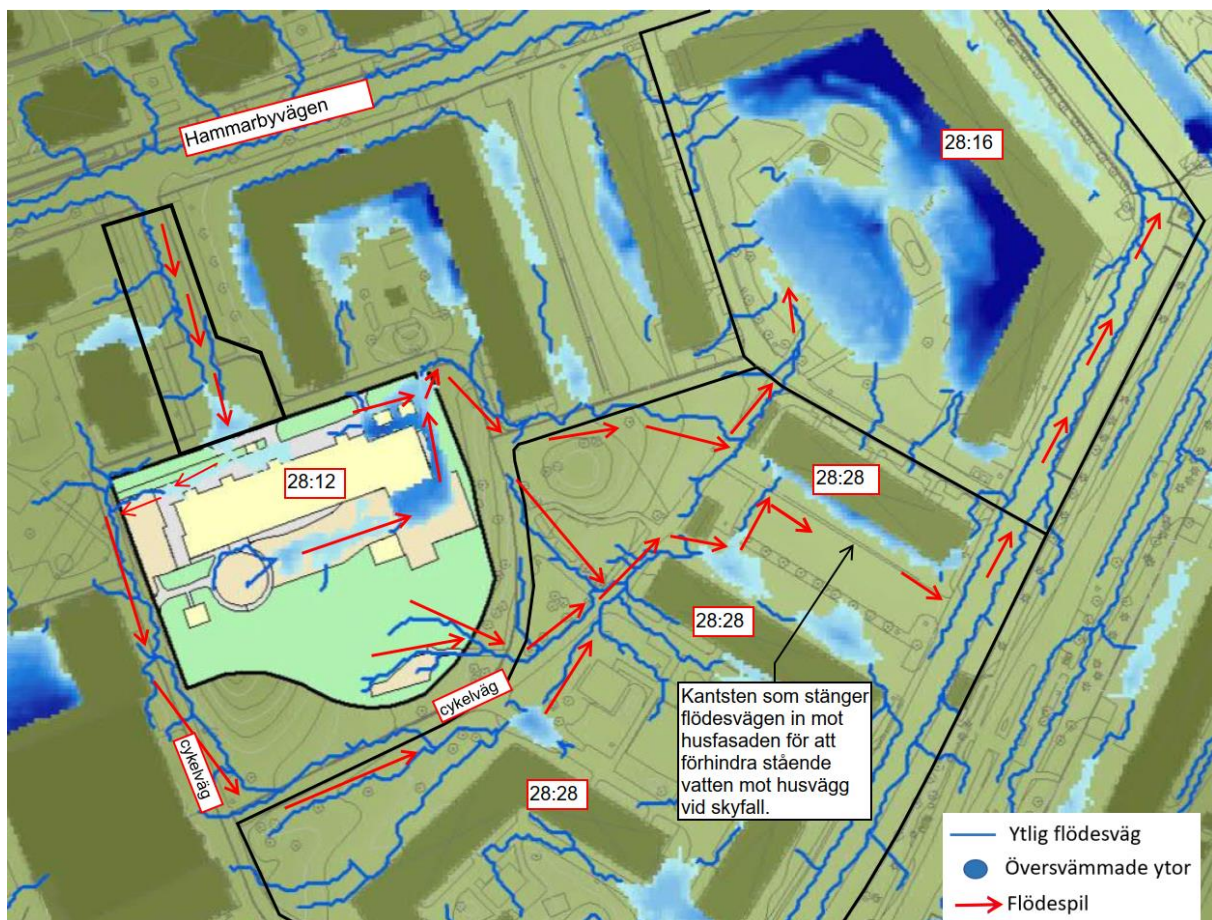 Hammarbyvägen
28:16
28:12
28:28
28:28
cykelväg
cykelväg
28:28
Kantsten som stänger
flödesvägen in mot
husfasaden för att
förhindra stående
vatten mot husvägg
vid skyfall.
Ytlig flödesväg
Översvämmade ytor
Flödespil